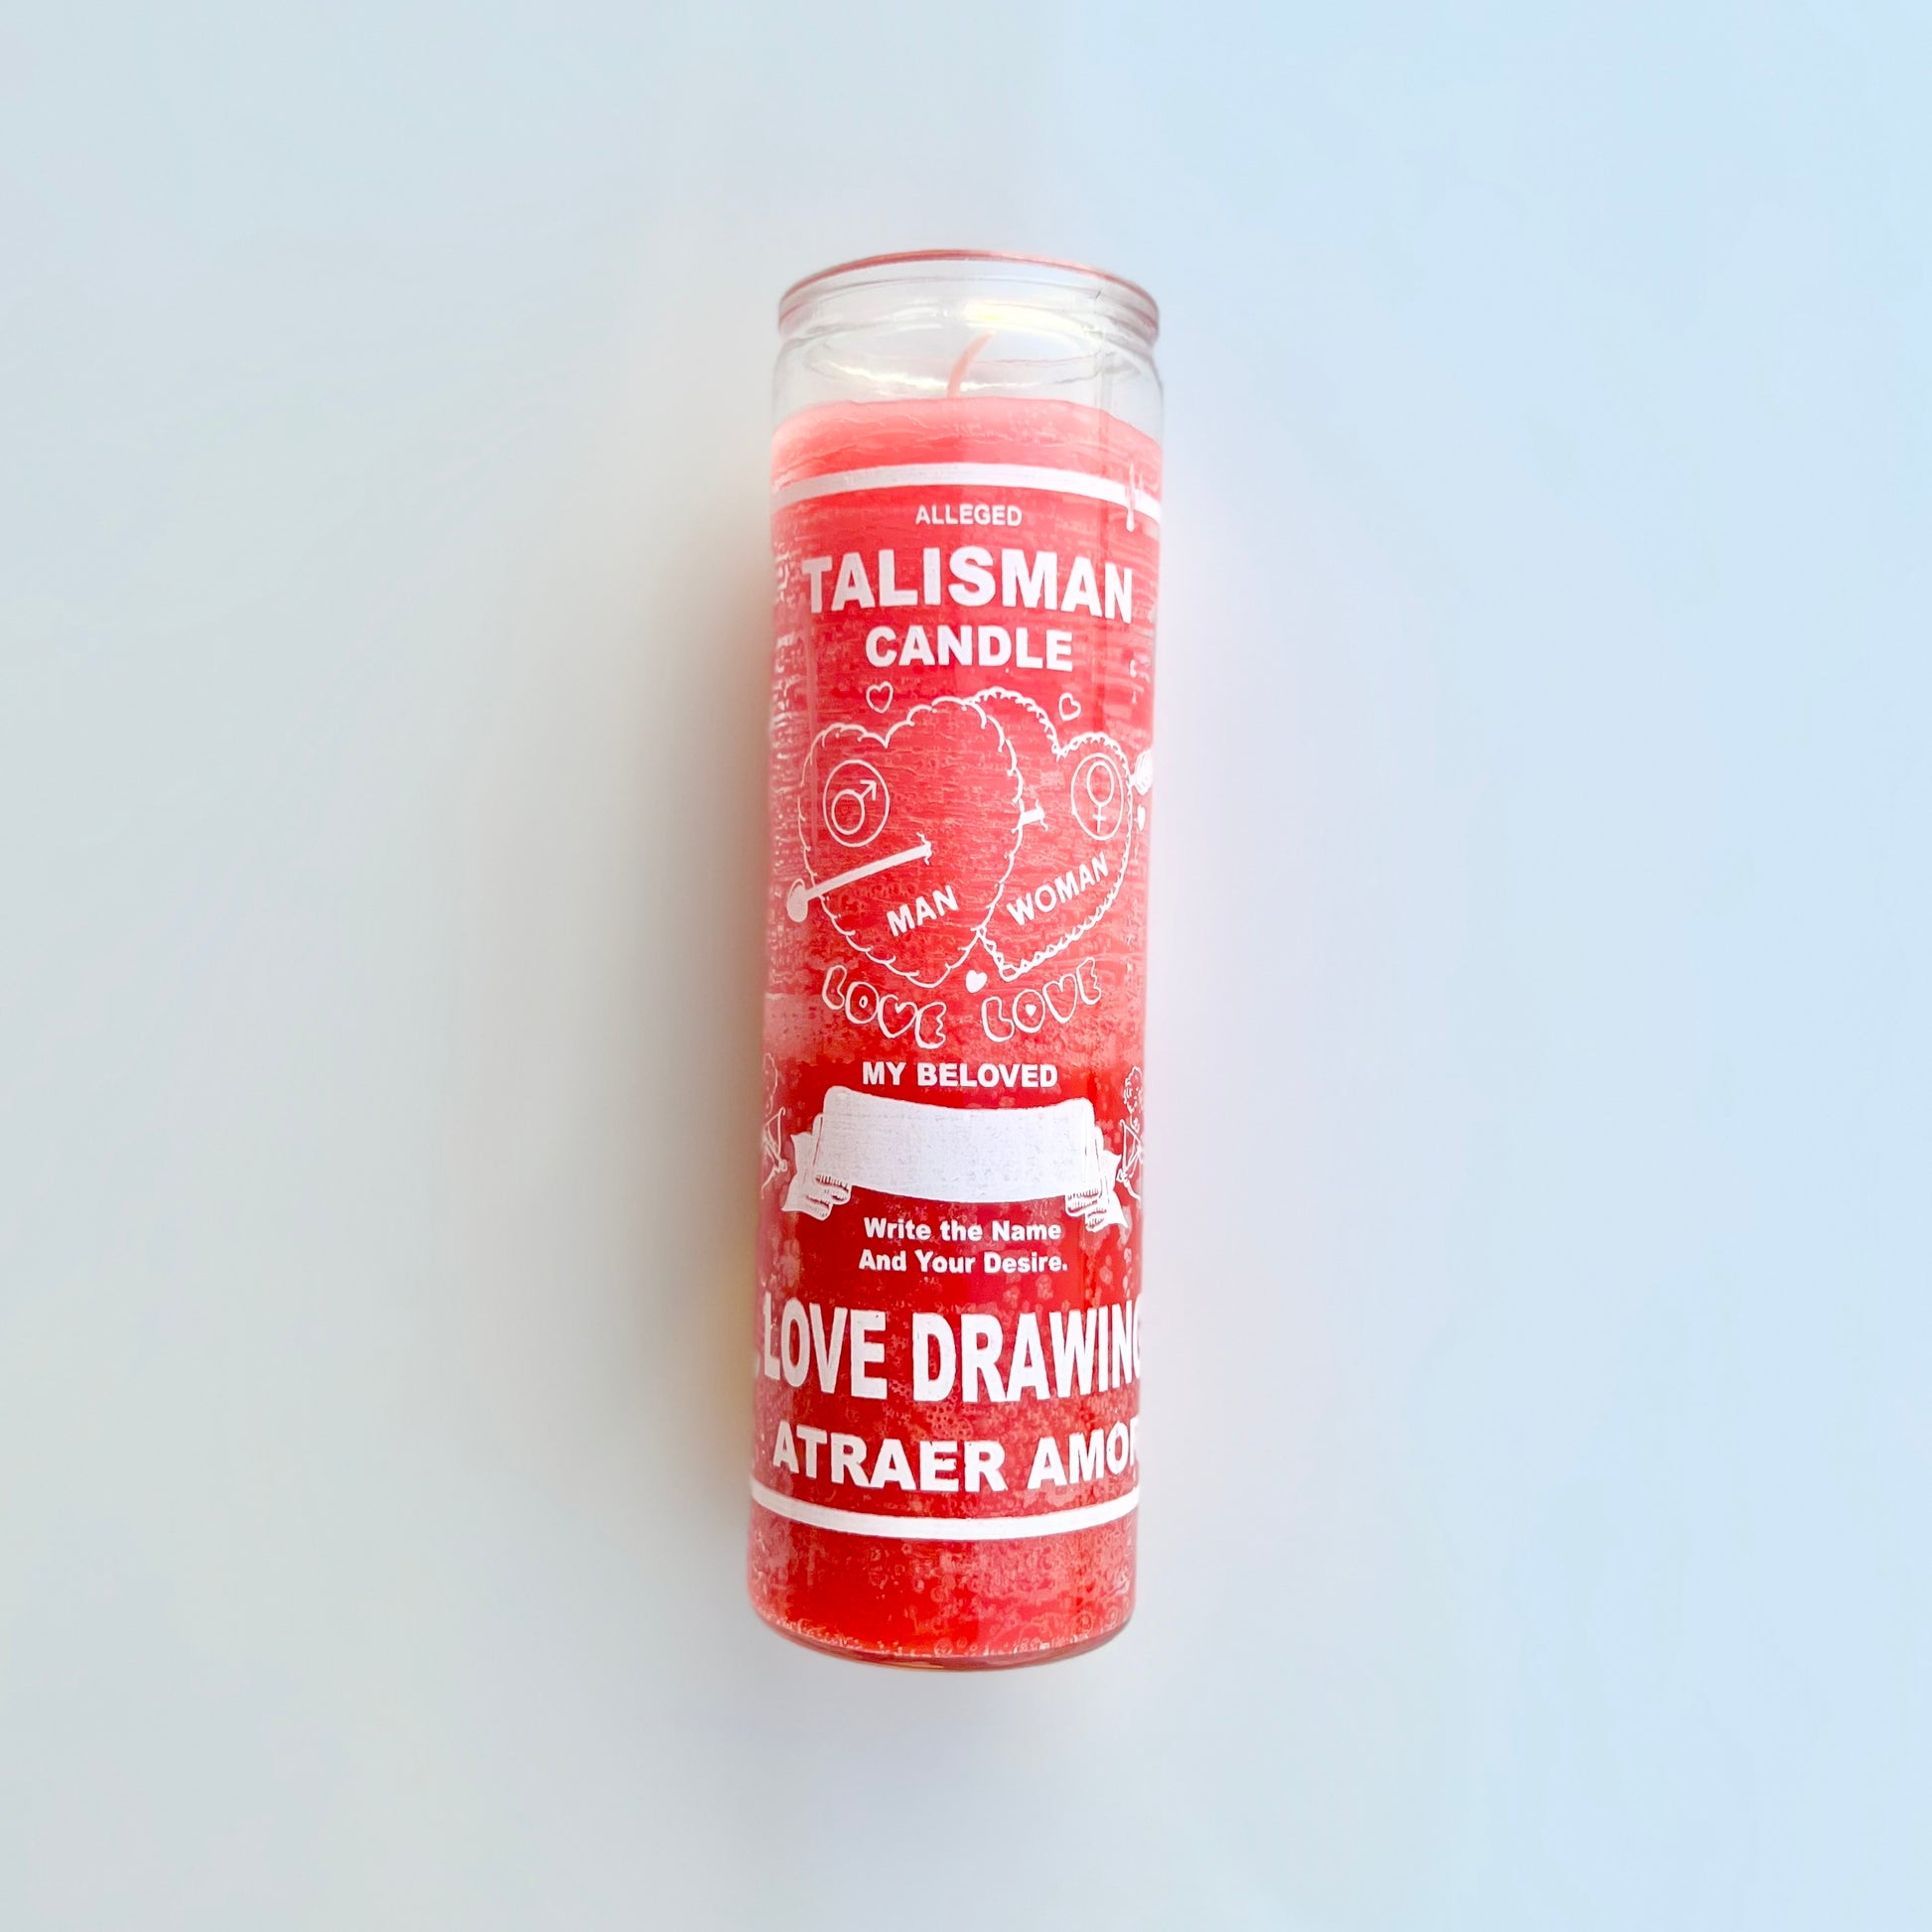 ALLEGED
TALISMAN
CANDLE
MAN WOMAN
LOVE LOVE
MY BELOVED
Write the Name
And Your Desire.
LOVE DRAWING
ATRAER AMOR